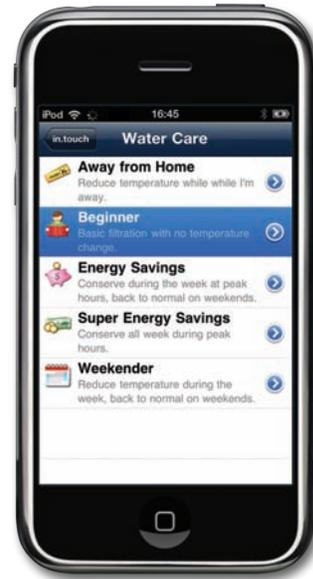 iPod 16:45
in.touch Water Care
Away from Home
Reduce temperature while while I'm
away.
Beginner
Basic filtration with no temperature
change.
Energy Savings
Conserve during the week at peak
hours, back to normal on weekends.
Super Energy Savings
Conserve all week during peak
hours.
Weekender
Reduce temperature during the
week, back to normal on weekends.